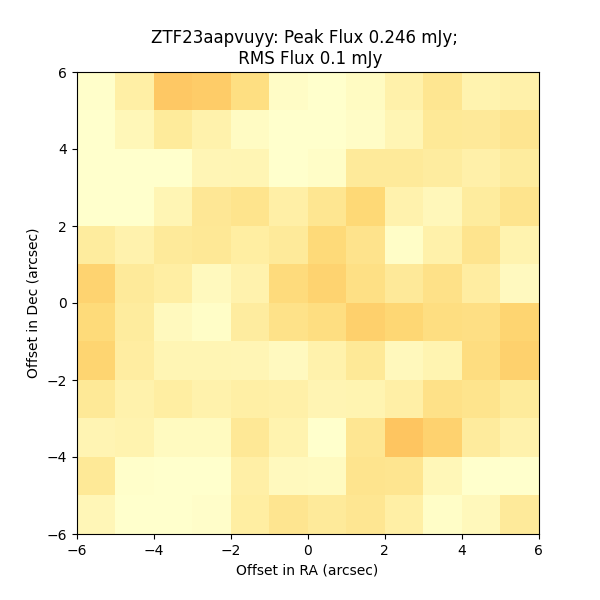 ZTF23aapvuyy: Peak Flux 0.246 mJy;
RMS Flux 0.1 mJy
6
4
2
0
−2
−4
−6
Offset in Dec (arcsec)
−6 −4 −2 0 2 4 6
Offset in RA (arcsec)